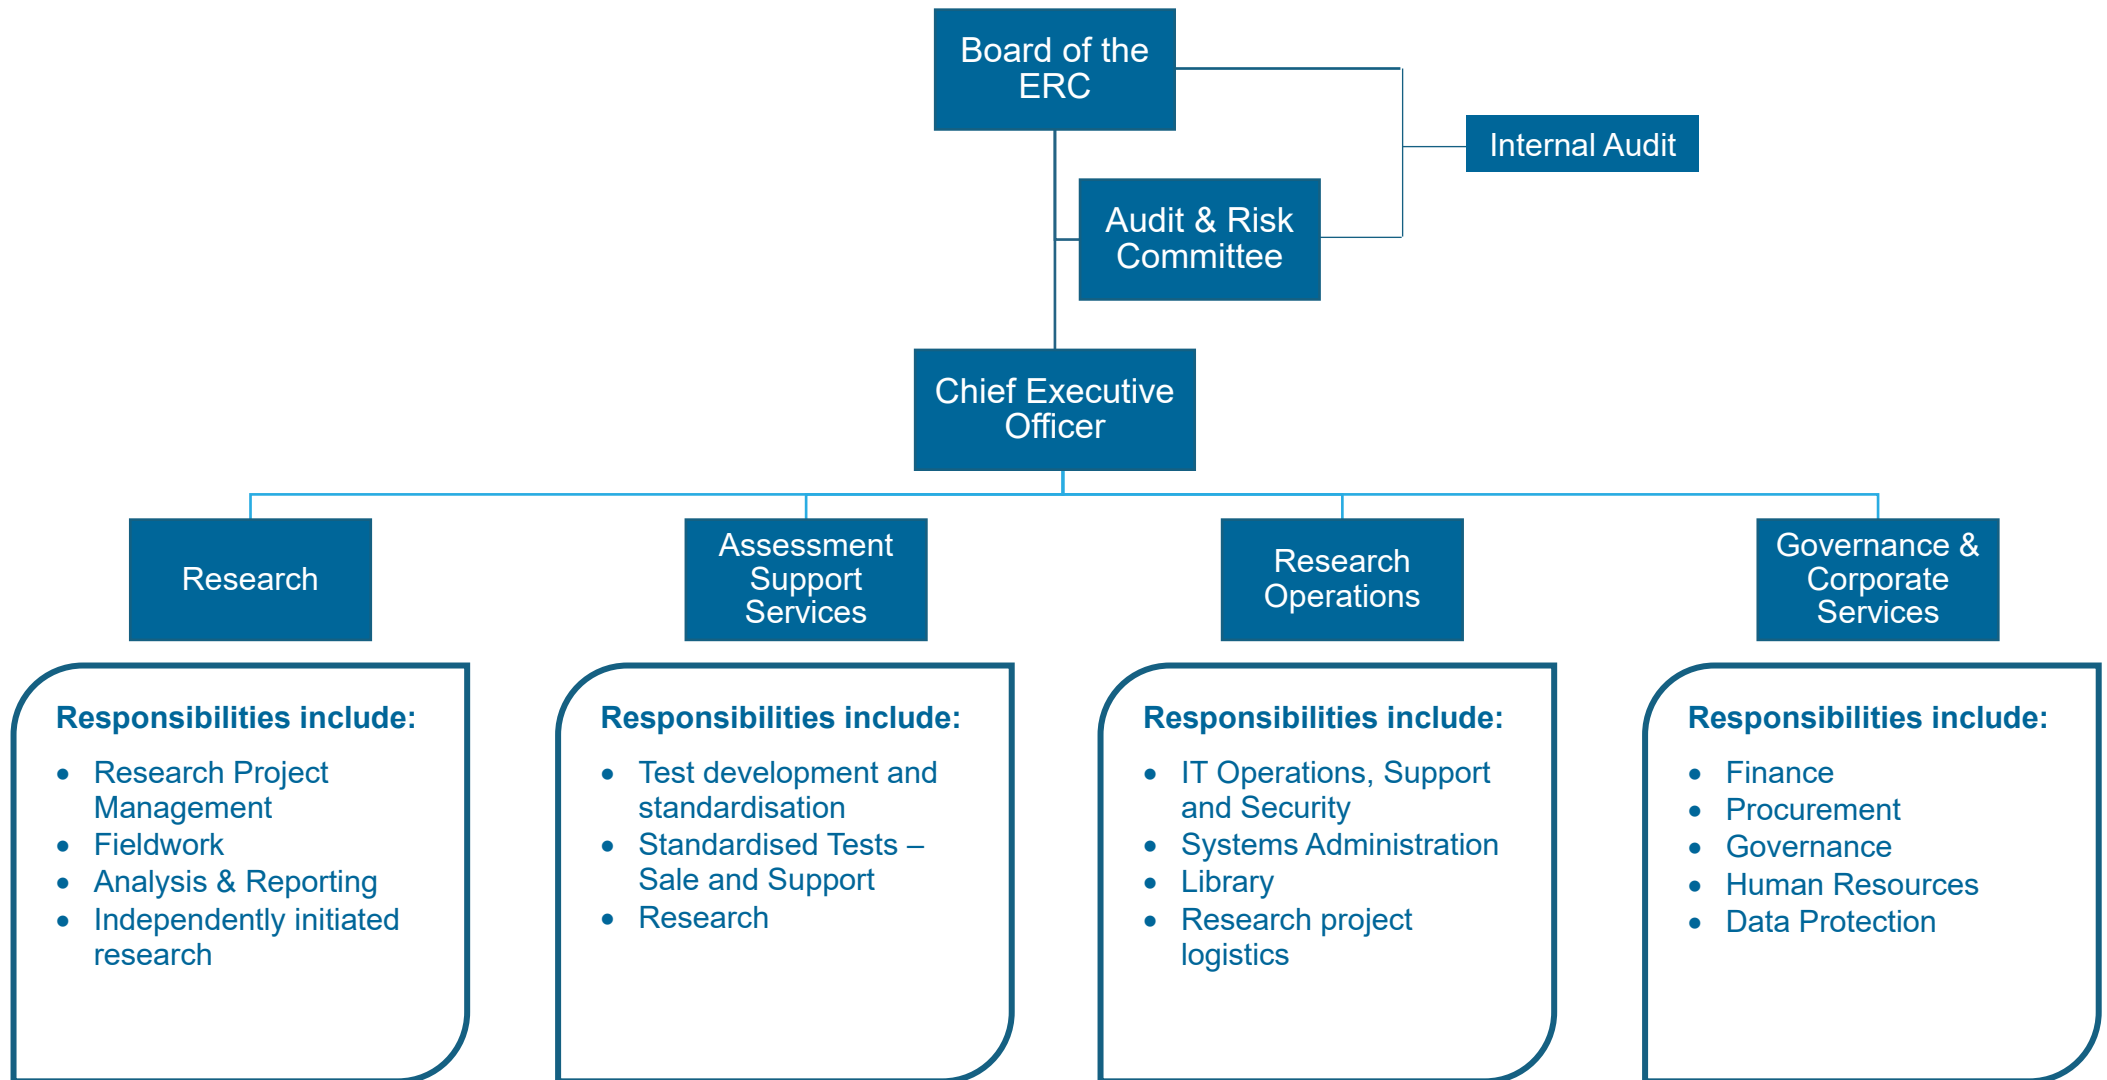 Board of the
ERC
Internal Audit
Audit & Risk
Committee
Chief Executive
Officer
Research
Assessment
Support
Services
Research
Operations
Governance &
Corporate
Services
Responsibilities include:
• Research Project
Management
• Fieldwork
• Analysis & Reporting
• Independently initiated
research
Responsibilities include:
• Test development and
standardisation
• Standardised Tests –
Sale and Support
• Research
Responsibilities include:
• IT Operations, Support
and Security
• Systems Administration
• Library
• Research project
logistics
Responsibilities include:
• Finance
• Procurement
• Governance
• Human Resources
• Data Protection